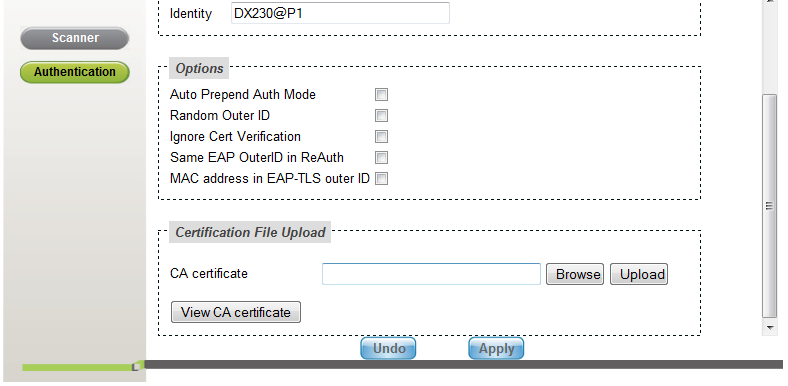 Identity DX230@P1
Scanner
Authentication
Options
Auto Prepend Auth Mode
Random Outer ID
Ignore Cert Verification
Same EAP OuterID in ReAuth
MAC address in EAP-TLS outer ID
Certification File Upload
CA certificate Browse Upload
View CA certificate
Undo Apply